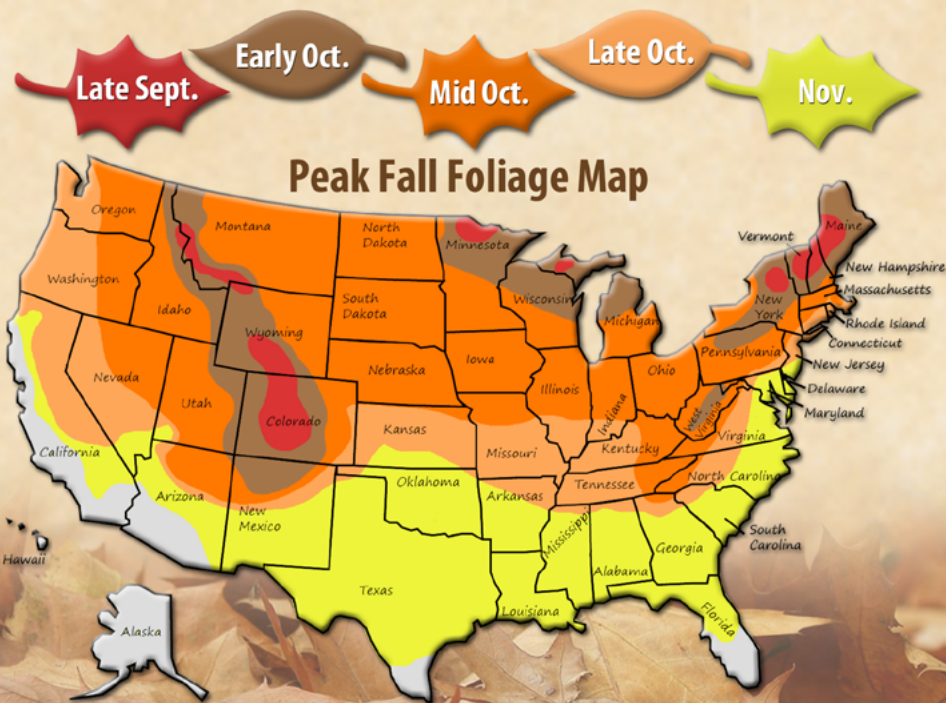 Late Sept.
Early Oct.
Mid Oct.
Late Oct.
Nov.
Peak Fall Foliage Map
Oregon
Washington
Montana
Idaho
North
Dakota
South
Dakota
Minnesota
Wisconsin
Michigan
Wyoming
Nebraska
Iowa
Illinois
Indiana
Ohio
Nevada
Utah
Colorado
Kansas
Missouri
Kentucky
West
Virginia
Virginia
Pennsylvania
New
York
Vermont
Maine
New Hampshire
Massachusetts
Rhode Island
Connecticut
New Jersey
Delaware
Maryland
California
Arizona
New
Mexico
Oklahoma
Arkansas
Tennessee
North Carolina
South
Carolina
Texas
Louisiana
Mississippi
Alabama
Georgia
Florida
Hawaii
Alaska